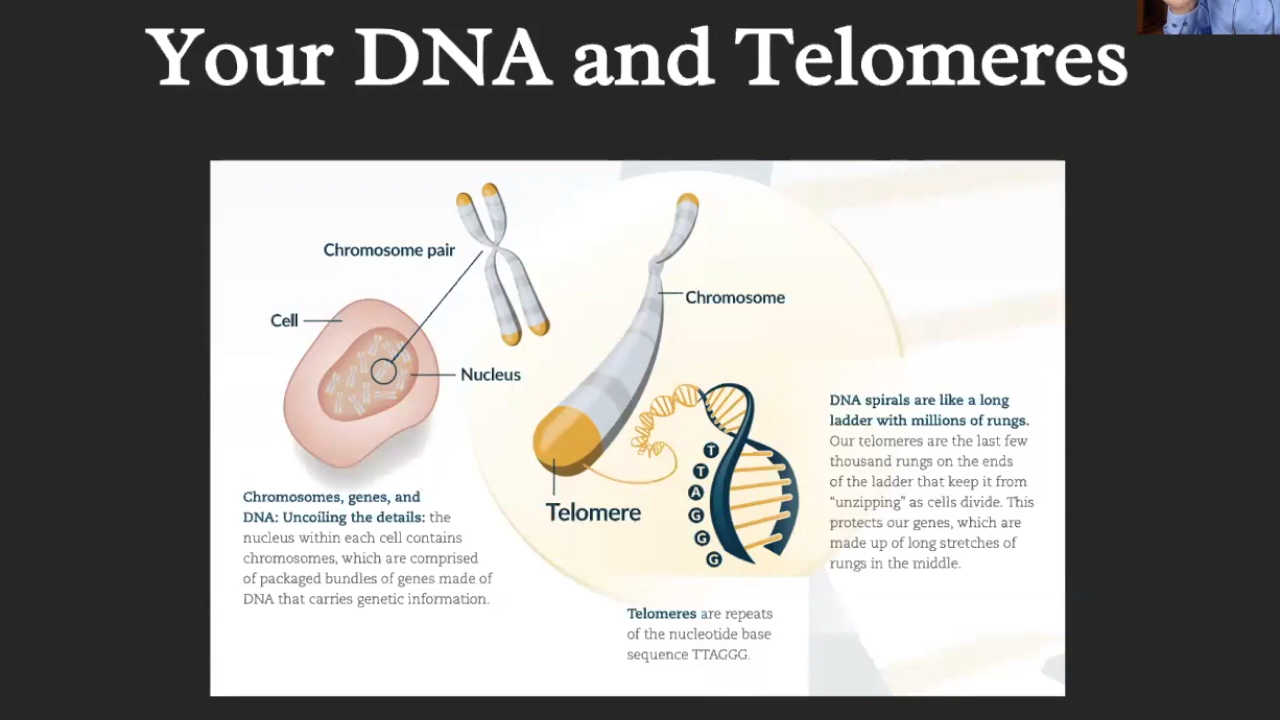 Your DNA and Telomeres
Chromosome pair
Chromosome
Cell
Nucleus
Telomere
T
T
A
G
G
G
DNA spirals are like a long
ladder with millions of rungs.
Our telomeres are the last few
thousand rungs on the ends
of the ladder that keep it from
“unzipping” as cells divide. This
protects our genes, which are
made up of long stretches of
rungs in the middle.
Chromosomes, genes, and
DNA: Uncoiling the details: the
nucleus within each cell contains
chromosomes, which are comprised
of packaged bundles of genes made of
DNA that carries genetic information.
Telomeres are repeats
of the nucleotide base
sequence TTAGGG.